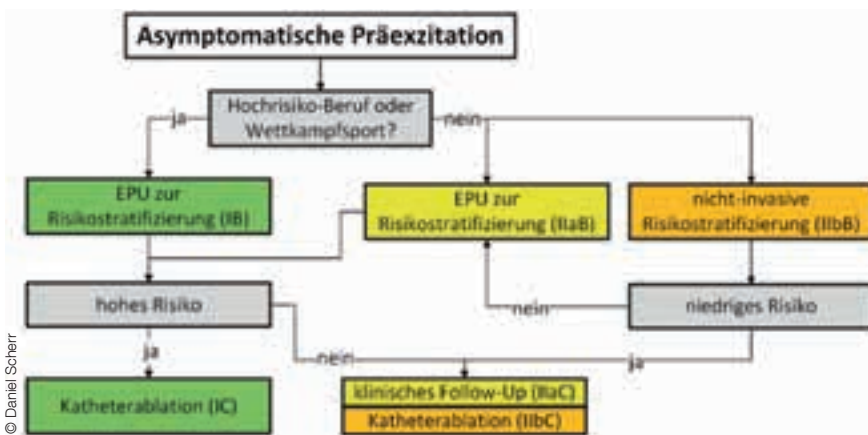 Asymptomatische Präexzitation
Hochrisiko-Beruf oder
Wettkampfsport?
ja
nein
EPU zur
Risikostratifizierung (IB)
EPU zur
Risikostratifizierung (IIaB)
nicht-invasive
Risikostratifizierung (IIbB)
hohes Risiko
nein
niedriges Risiko
ja
nein
ja
Katheterablation (IC)
klinisches Follow-Up (IIaC)
Katheterablation (IIbC)
© Daniel Scherr